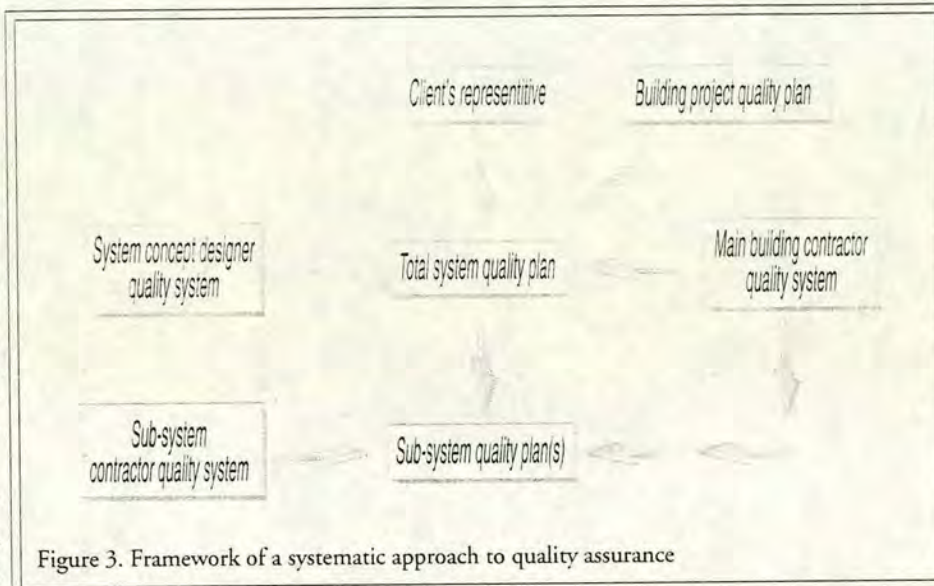 Client's representitive
Building project quality plan
System concept designer
quality system
Total system quality plan
Main building contractor
quality system
Sub-system
contractor quality system
Sub-system quality plan(s)
Figure 3. Framework of a systematic approach to quality assurance